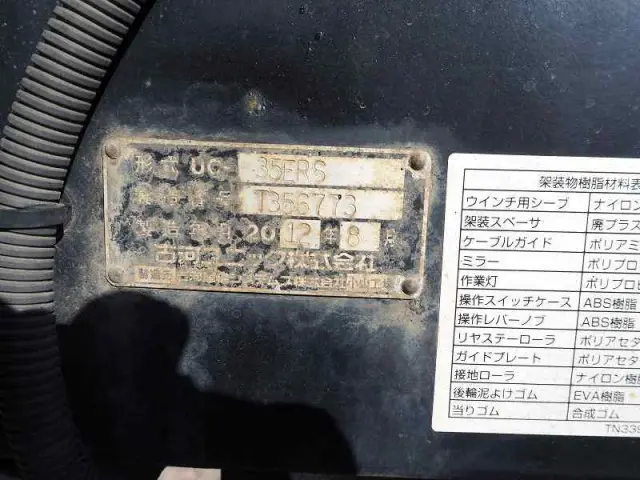 形式 UC- 35ERS
製造番号 T356773
製造年月 2012年8月
古河ユニック株式会社
架装物樹脂材料表
ウインチ用シーブ ナイロン
架装スペーサ 廃プラス
ケーブルガイド ポリアミ
ミラー ポリプロ
作業灯 ポリプロ
操作スイッチケース ABS樹脂
操作レバーノブ ABS樹脂
リヤステーローラ ポリアセタ
ガイドプレート ポリアセタ
接地ローラ ナイロン樹
後輪泥よけゴム EVA樹脂
当りゴム 合成ゴム
TN339